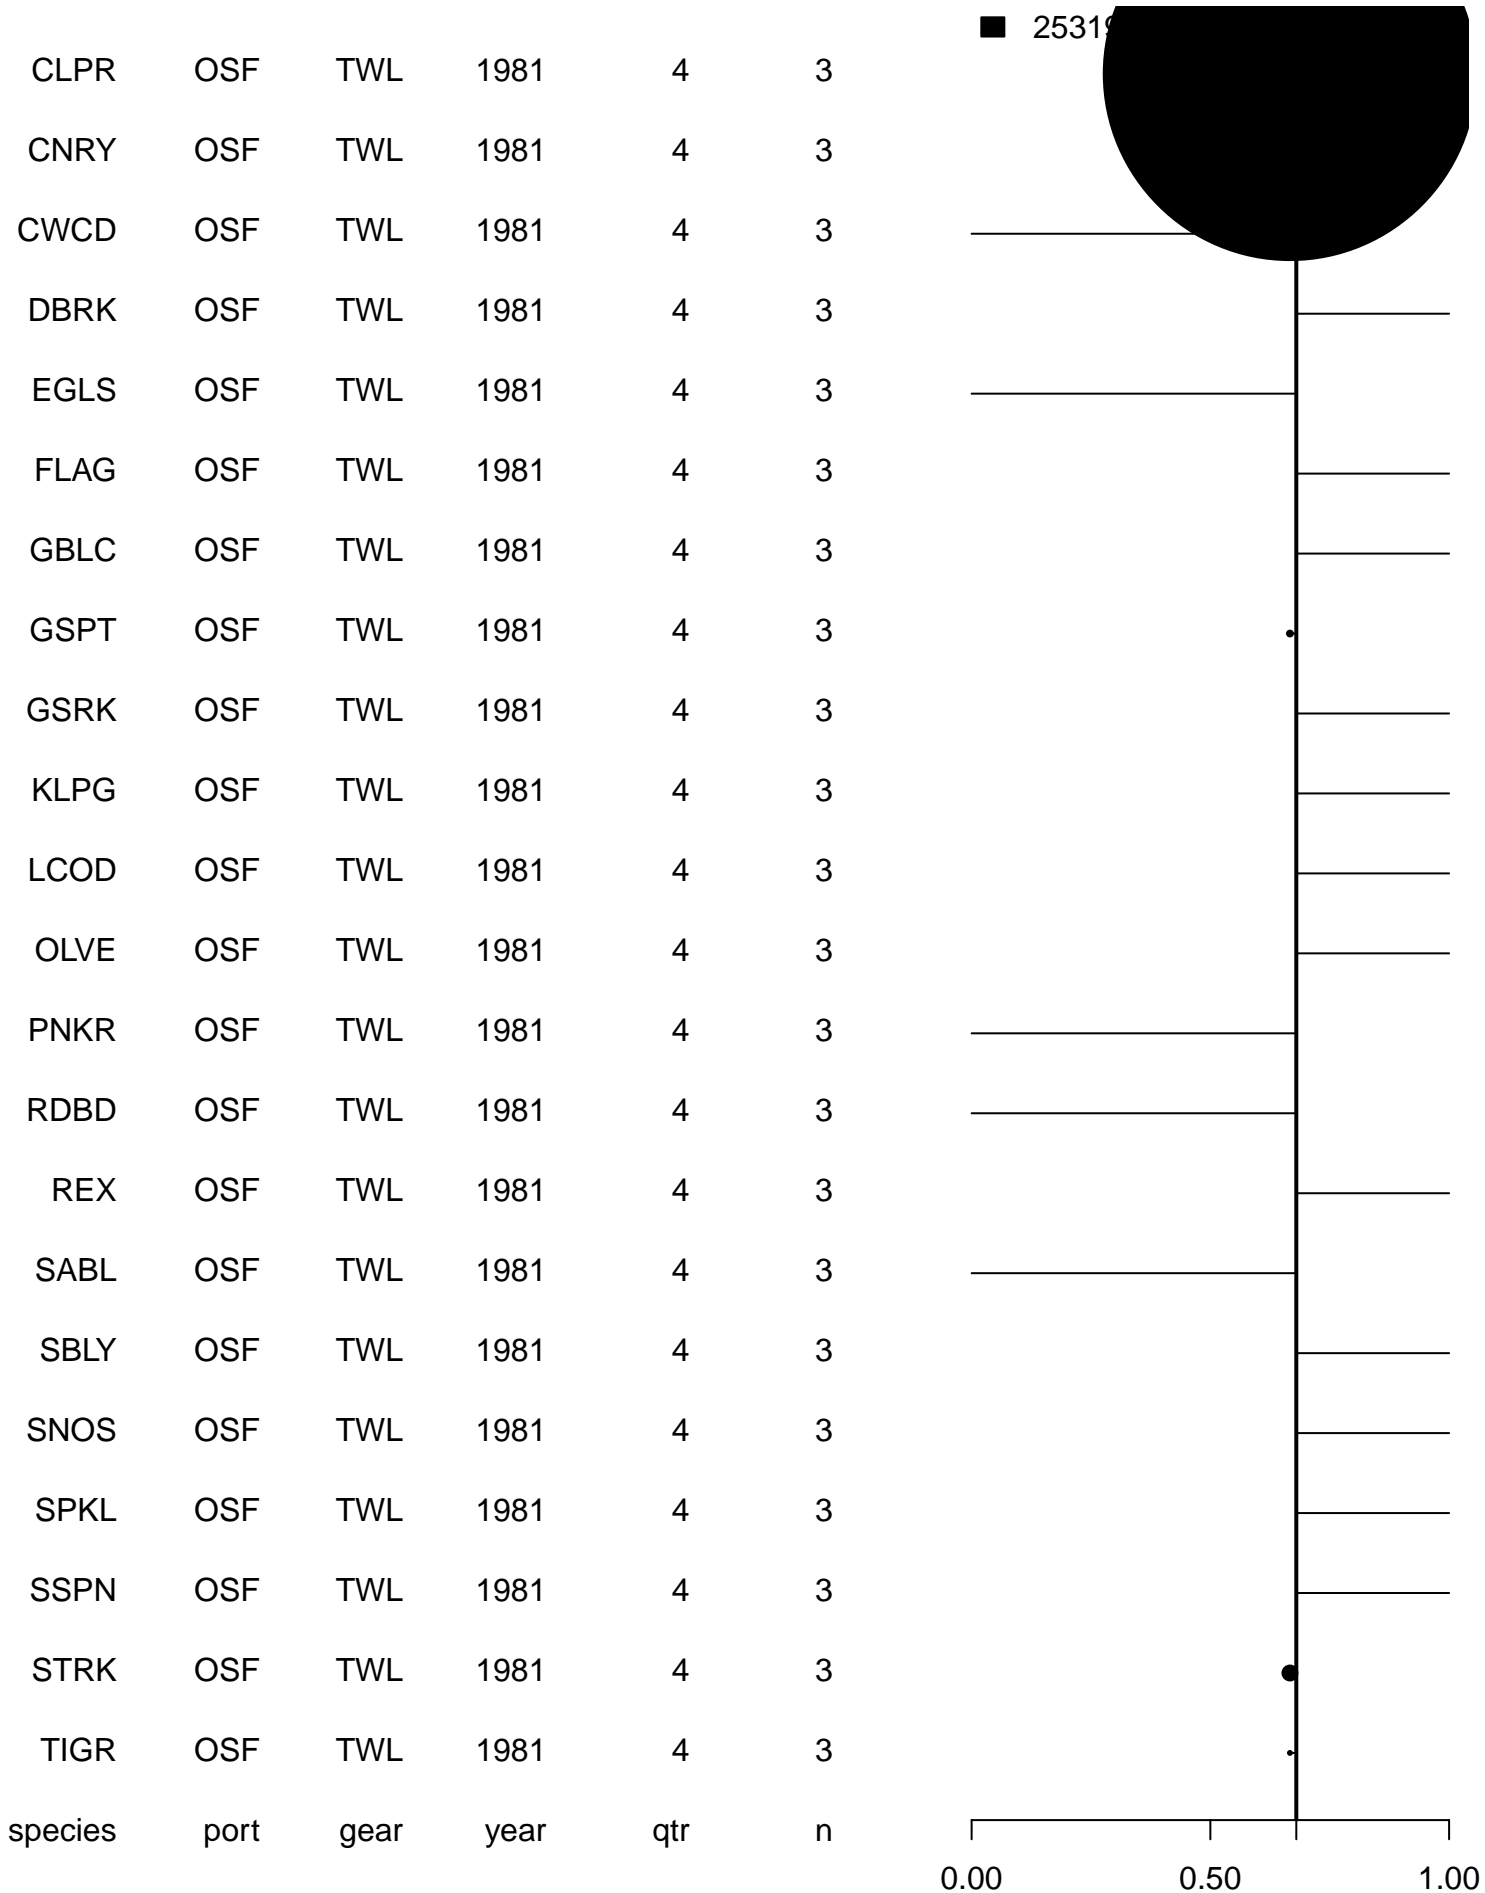 25319
CLPR OSF TWL 1981 4 3
CNRY OSF TWL 1981 4 3
CWCD OSF TWL 1981 4 3
DBRK OSF TWL 1981 4 3
EGLS OSF TWL 1981 4 3
FLAG OSF TWL 1981 4 3
GBLC OSF TWL 1981 4 3
GSPT OSF TWL 1981 4 3
GSRK OSF TWL 1981 4 3
KLPG OSF TWL 1981 4 3
LCOD OSF TWL 1981 4 3
OLVE OSF TWL 1981 4 3
PNKR OSF TWL 1981 4 3
RDBD OSF TWL 1981 4 3
REX OSF TWL 1981 4 3
SABL OSF TWL 1981 4 3
SBLY OSF TWL 1981 4 3
SNOS OSF TWL 1981 4 3
SPKL OSF TWL 1981 4 3
SSPN OSF TWL 1981 4 3
STRK OSF TWL 1981 4 3
TIGR OSF TWL 1981 4 3
species port gear year qtr n
0.00 0.50 1.00